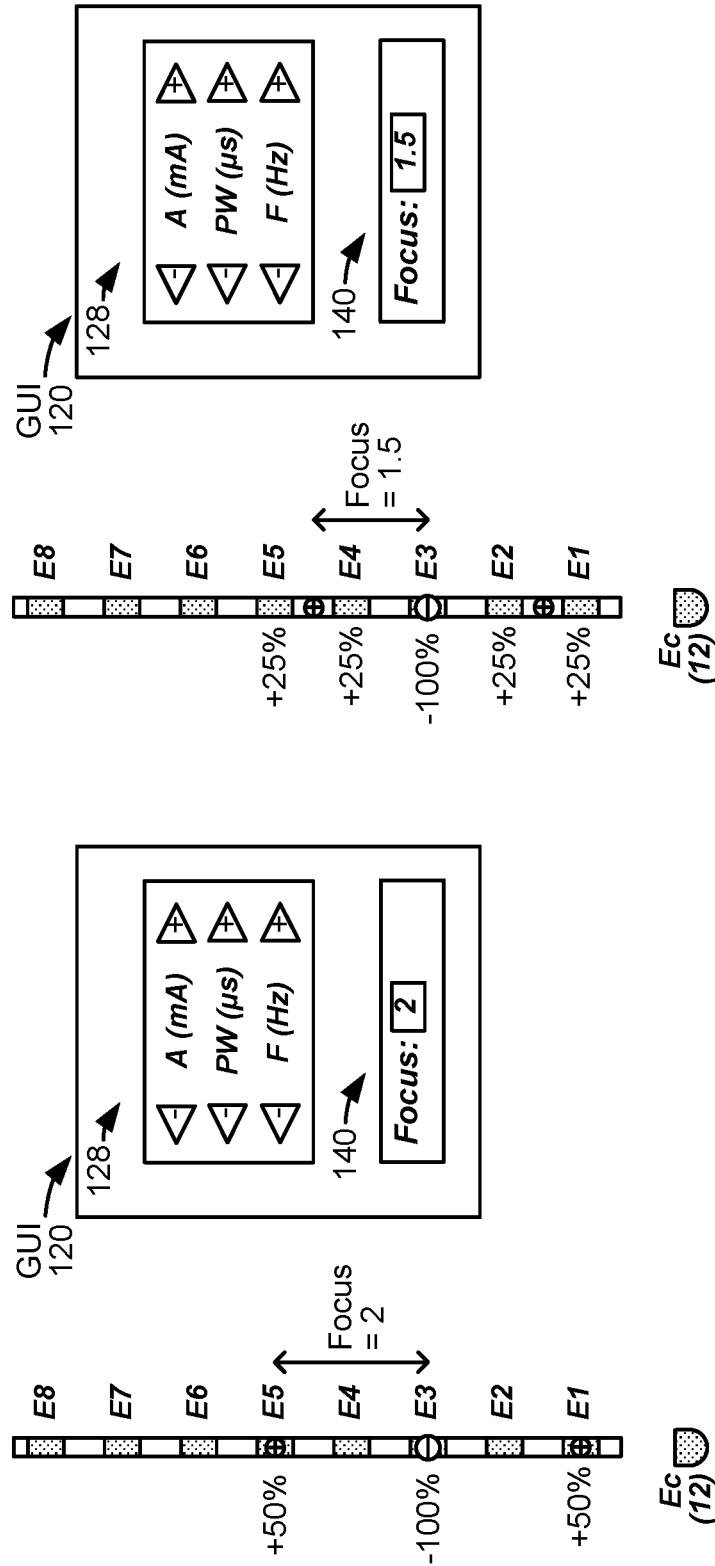 GUI
120
128
A (mA)
PW (µs)
F (Hz)
140
Focus: 2
E8
E7
E6
+50% E5
E4
-100% E3
E2
+50% E1
Focus
= 2
Ec
(12)
GUI
120
128
A (mA)
PW (µs)
F (Hz)
140
Focus: 1.5
E8
E7
E6
+25% E5
+25% E4
-100% E3
+25% E2
+25% E1
Focus
= 1.5
Ec
(12)